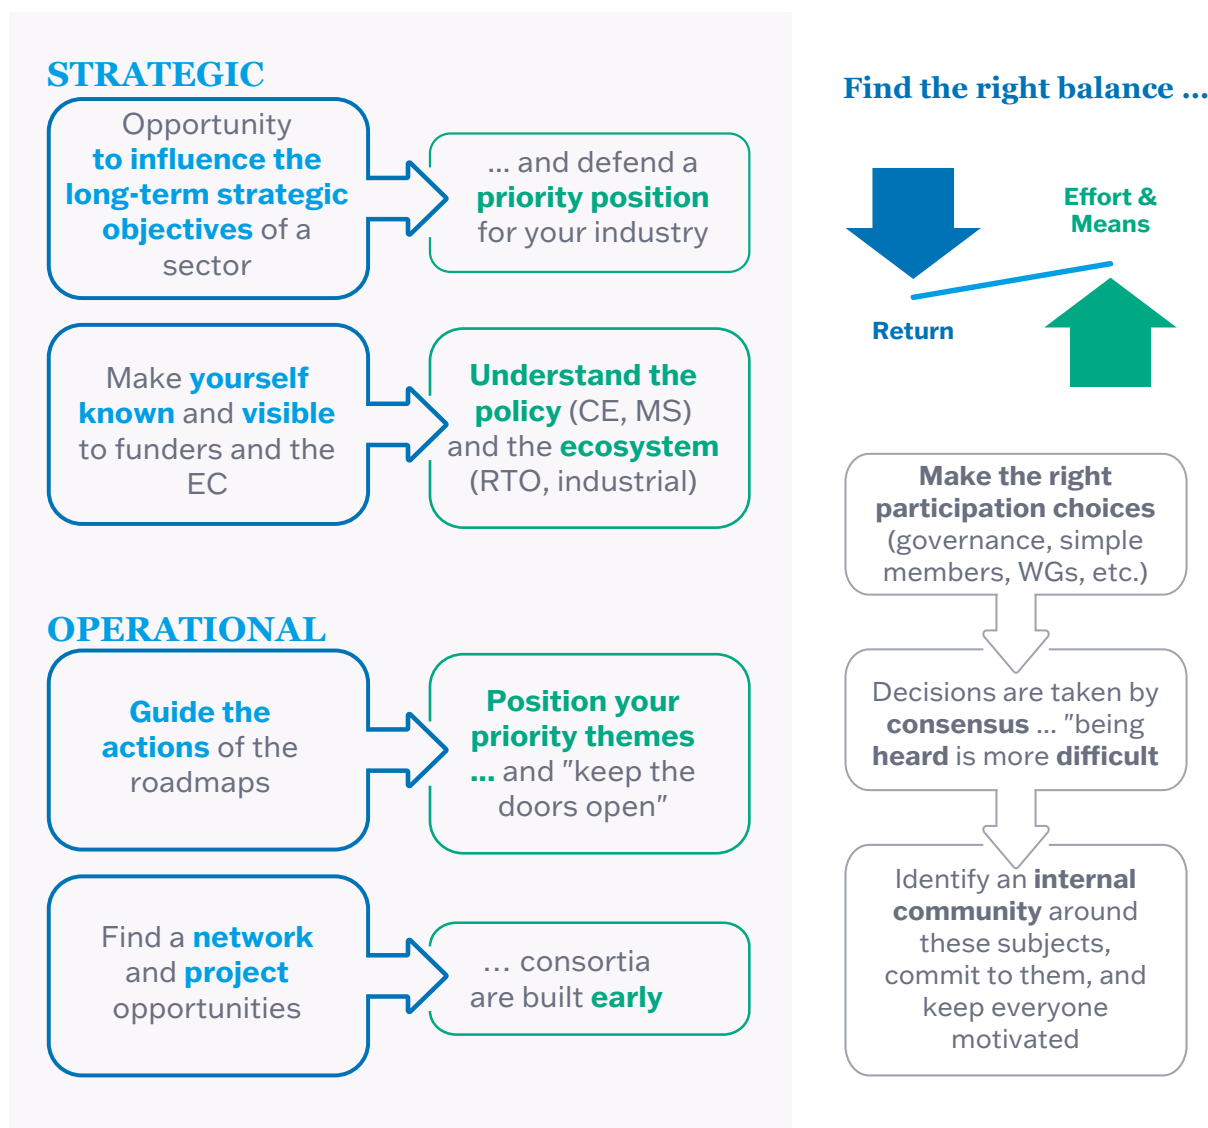 STRATEGIC
Opportunity
to influence the
long-term strategic
objectives of a
sector
... and defend a
priority position
for your industry
Make yourself
known and visible
to funders and the
EC
Understand the
policy (CE, MS)
and the ecosystem
(RTO, industrial)
OPERATIONAL
Guide the
actions of the
roadmaps
Position your
priority themes
... and "keep the
doors open"
Find a network
and project
opportunities
... consortia
are built early
Find the right balance ...
Effort &
Means
Return
Make the right
participation choices
(governance, simple
members, WGs, etc.)
Decisions are taken by
consensus ... "being
heard is more difficult
Identify an internal
community around
these subjects,
commit to them, and
keep everyone
motivated